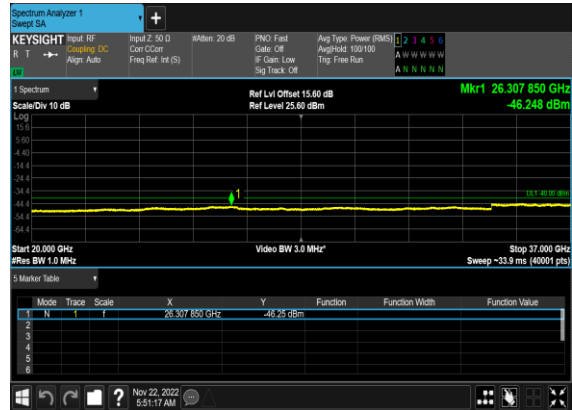 Spectrum Analyzer 1
Swept SA
+
KEYSIGHT Input: RF Input Z: 50 Ω #Atten: 20 dB PNO: Fast Avg Type: Power (RMS) 1 2 3 4 5 6
R T Coupling: DC Corr CCorr Gate: Off Avg|Hold: 100/100 A W W W W W
Align: Auto Freq Ref: Int (S) IF Gain: Low Trig: Free Run A N N N N N
Sig Track: Off
1 Spectrum Ref Lvl Offset 15.60 dB Mkr1 26.307 850 GHz
Scale/Div 10 dB Ref Level 25.60 dBm -46.248 dBm
Log
15.6
5.60
-4.40
-14.4
-24.4
-34.4 1 DL1 -40.00 dBm
-44.4
-54.4
-64.4
Start 20.000 GHz Video BW 3.0 MHz* Stop 37.000 GHz
#Res BW 1.0 MHz Sweep ~33.9 ms (40001 pts)
5 Marker Table
Mode Trace Scale X Y Function Function Width Function Value
1 N 1 f 26.307 850 GHz -46.25 dBm
2
3
4
5
6
? Nov 22, 2022
5:51:17 AM